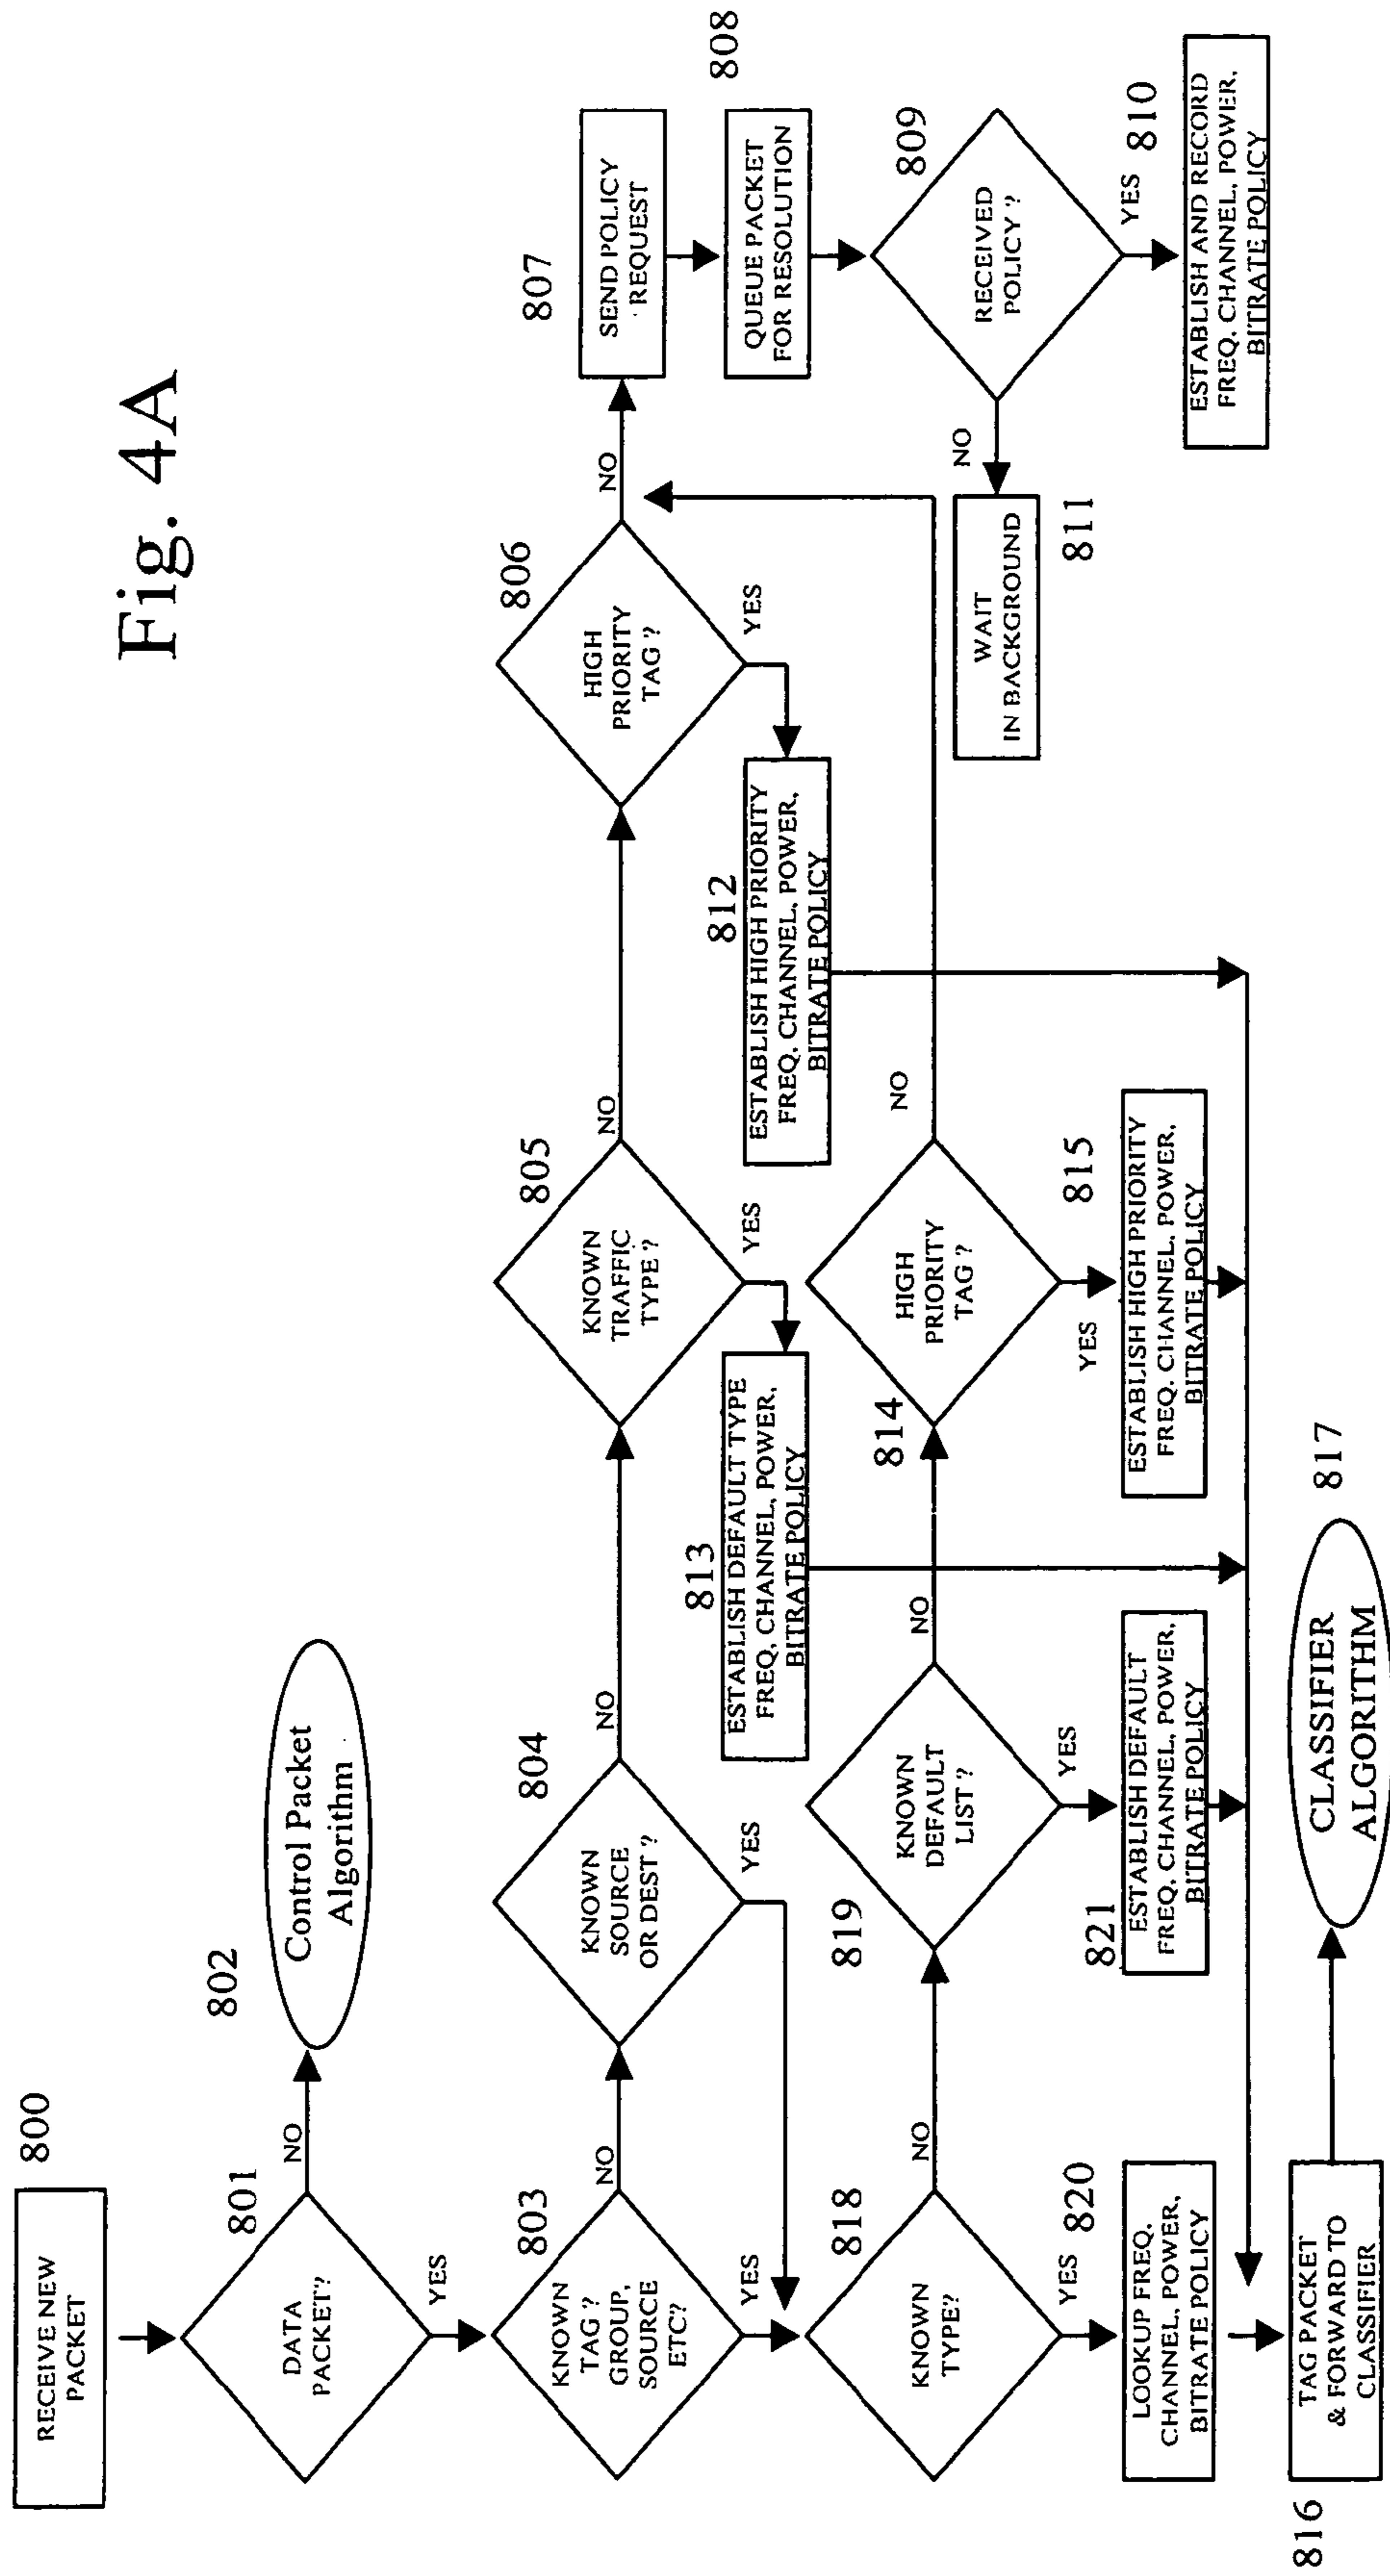 Fig. 4A
800
RECEIVE NEW
PACKET
801
DATA
PACKET?
NO
YES
802
Control Packet
Algorithm
803
KNOWN
TAG ?
GROUP,
SOURCE
ETC?
NO
YES
804
KNOWN
SOURCE
OR DEST ?
NO
YES
805
KNOWN
TRAFFIC
TYPE ?
NO
YES
806
HIGH
PRIORITY
TAG ?
NO
YES
807
SEND POLICY
REQUEST
808
QUEUE PACKET
FOR RESOLUTION
809
RECEIVED
POLICY ?
NO
YES
810
ESTABLISH AND RECORD
FREQ. CHANNEL, POWER,
BITRATE POLICY
WAIT
IN BACKGROUND
811
812
ESTABLISH HIGH PRIORITY
FREQ. CHANNEL, POWER,
BITRATE POLICY
813
ESTABLISH DEFAULT TYPE
FREQ, CHANNEL, POWER,
BITRATE POLICY
818
KNOWN
TYPE?
NO
YES
819
KNOWN
DEFAULT
LIST ?
NO
YES
814
HIGH
PRIORITY
TAG ?
NO
YES
815
ESTABLISH HIGH PRIORITY
FREQ. CHANNEL, POWER,
BITRATE POLICY
820
LOOKUP FREQ.
CHANNEL, POWER,
BITRATE POLICY
821
ESTABLISH DEFAULT
FREQ. CHANNEL, POWER,
BITRATE POLICY
816
TAG PACKET
& FORWARD TO
CLASSIFIER
817
CLASSIFIER
ALGORITHM